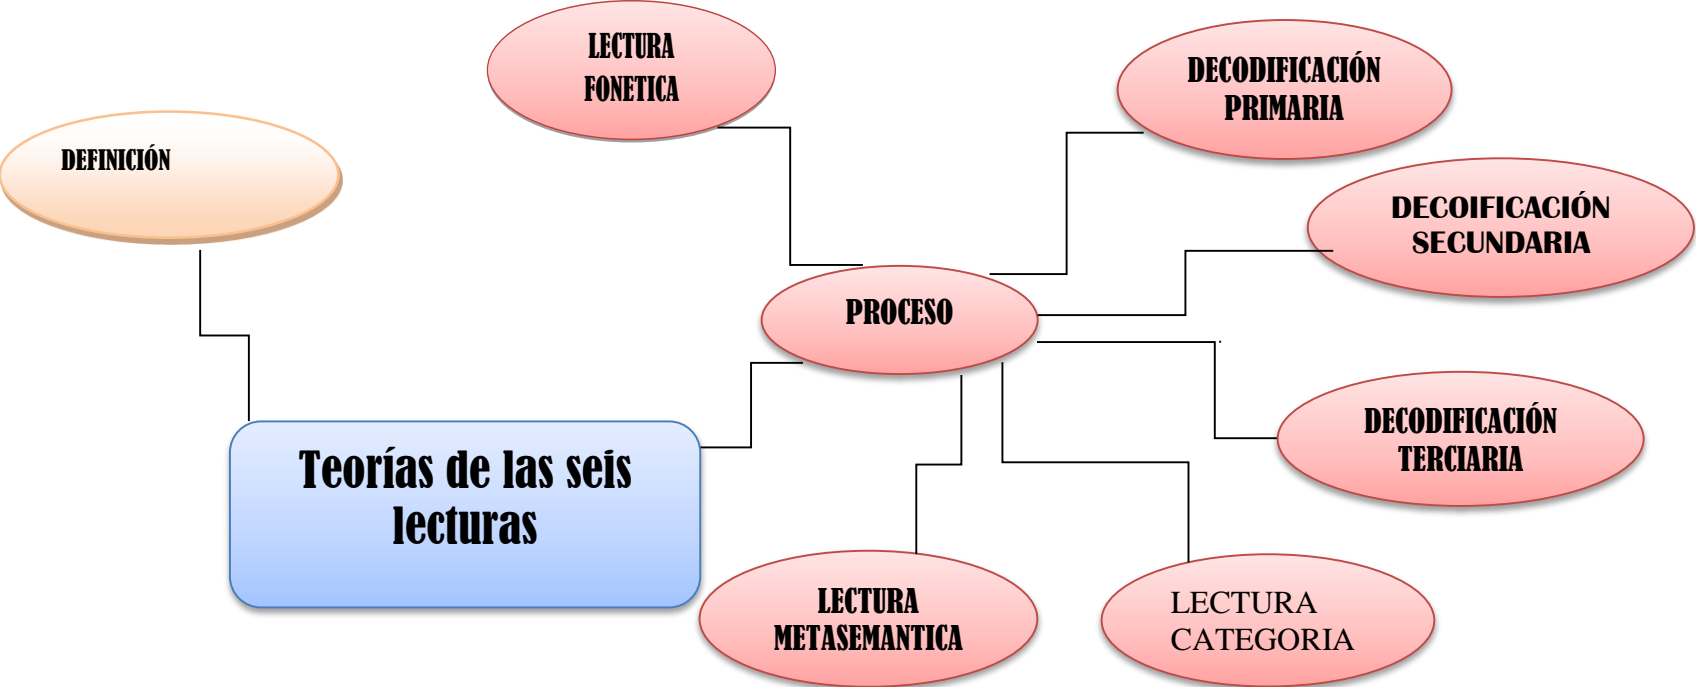 LECTURA
FONETICA
DECODIFICACIÓN
PRIMARIA
DEFINICIÓN
DECOIFICACIÓN
SECUNDARIA
PROCESO
DECODIFICACIÓN
TERCIARIA
Teorías de las seis
lecturas
LECTURA
METASEMANTICA
LECTURA
CATEGORIA